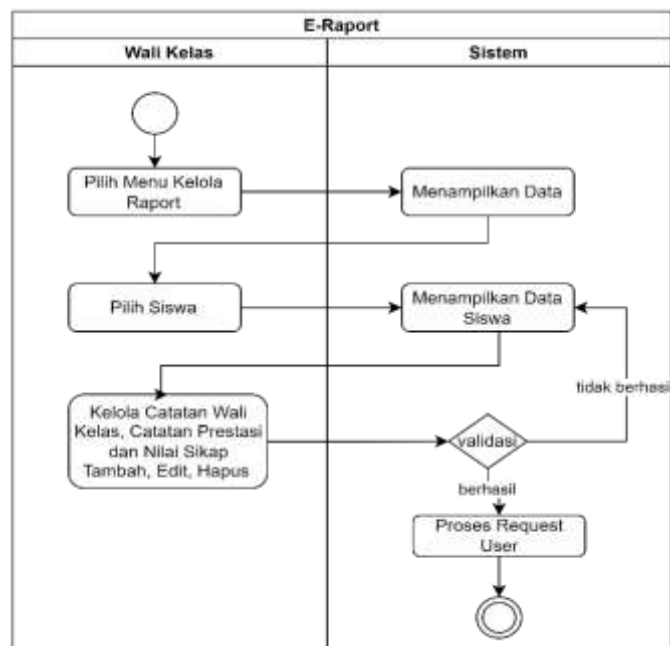 E-Raport
Wali Kelas
Sistem
Pilih Menu Kelola
Raport
Menampilkan Data
Pilih Siswa
Menampilkan Data
Siswa
tidak berhasil
Kelola Catatan Wali
Kelas, Catatan Prestasi
dan Nilai Sikap
Tambah, Edit, Hapus
validasi
berhasil
Proses Request
User